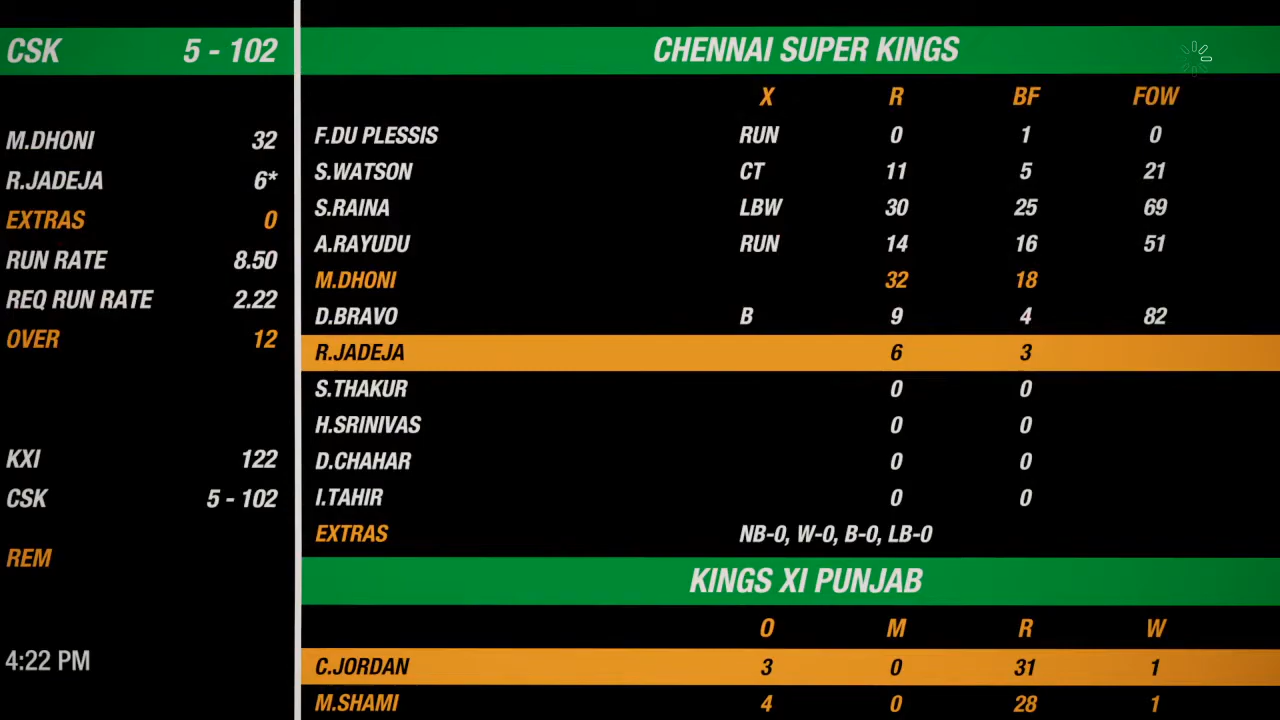 CSK 5 - 102
M.DHONI 32
R.JADEJA 6*
EXTRAS 0
RUN RATE 8.50
REQ RUN RATE 2.22
OVER 12
KXI 122
CSK 5 - 102
REM
4:22 PM
CHENNAI SUPER KINGS
X R BF FOW
F.DU PLESSIS RUN 0 1 0
S.WATSON CT 11 5 21
S.RAINA LBW 30 25 69
A.RAYUDU RUN 14 16 51
M.DHONI 32 18
D.BRAVO B 9 4 82
R.JADEJA 6 3
S.THAKUR 0 0
H.SRINIVAS 0 0
D.CHAHAR 0 0
I.TAHIR 0 0
EXTRAS NB-0, W-0, B-0, LB-0
KINGS XI PUNJAB
O M R W
C.JORDAN 3 0 31 1
M.SHAMI 4 0 28 1